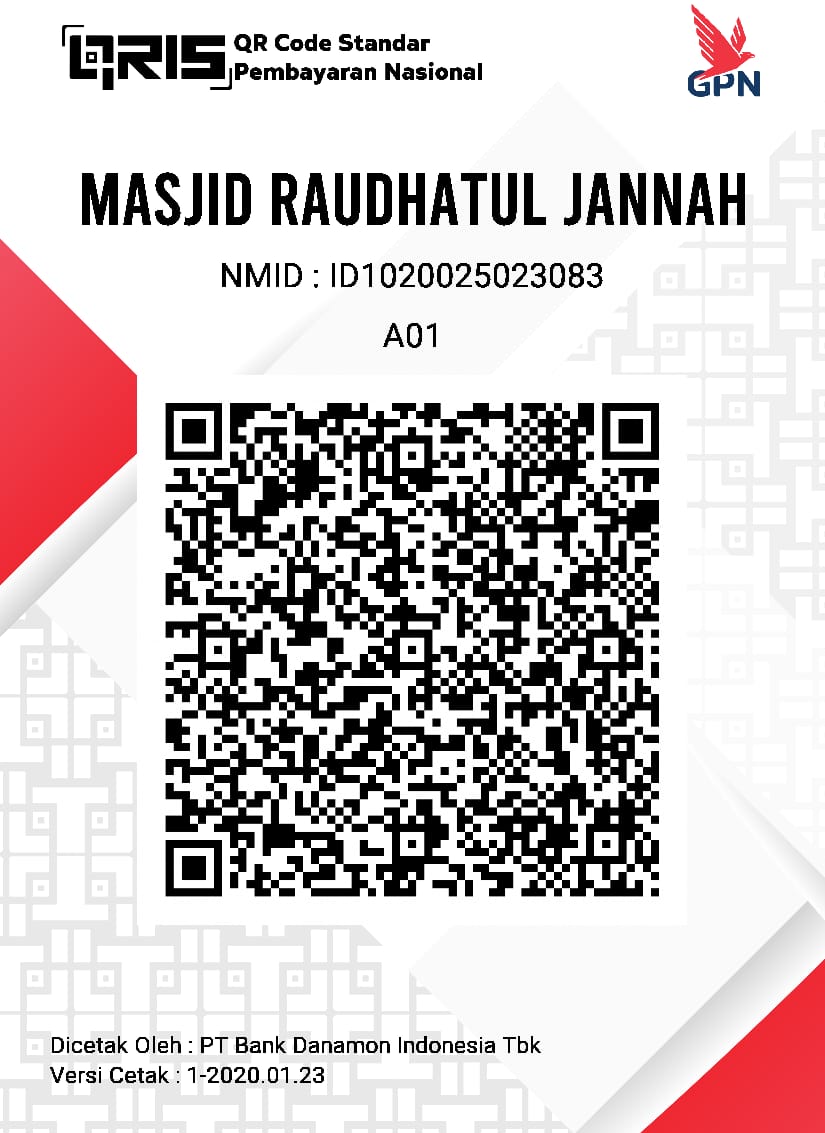 QRIS QR Code Standar
Pembayaran Nasional
GPN
MASJID RAUDHATUL JANNAH
NMID : ID1020025023083
A01
Dicetak Oleh : PT Bank Danamon Indonesia Tbk
Versi Cetak : 1-2020.01.23